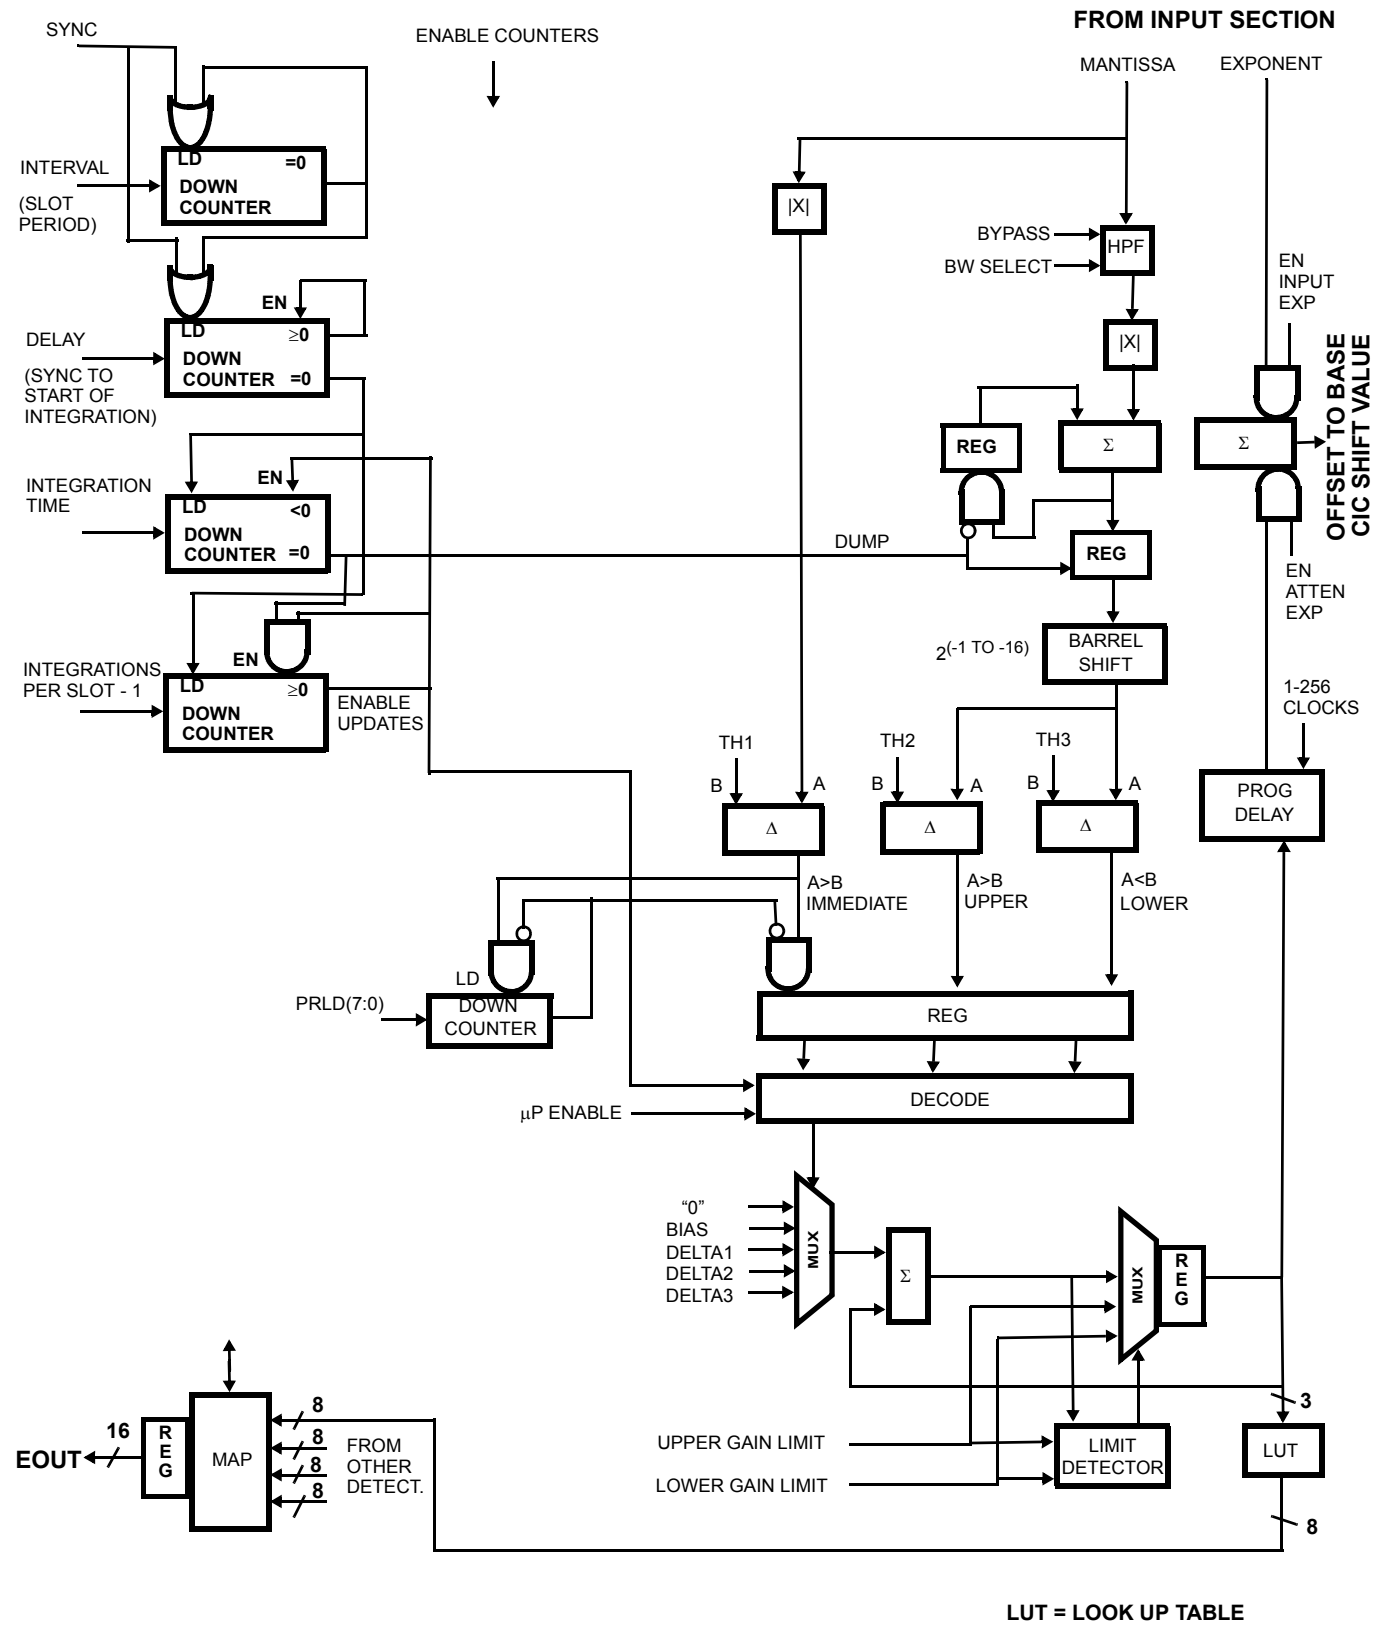 FROM INPUT SECTION
SYNC
ENABLE COUNTERS
MANTISSA
EXPONENT
LD =0
DOWN
COUNTER
INTERVAL
(SLOT
PERIOD)
|X|
BYPASS
BW SELECT
HPF
EN
INPUT
EXP
EN
LD ≥0
DOWN
COUNTER =0
DELAY
(SYNC TO
START OF
INTEGRATION)
|X|
OFFSET TO BASE
CIC SHIFT VALUE
REG
Σ
Σ
EN
LD <0
DOWN
COUNTER =0
INTEGRATION
TIME
DUMP
REG
EN
ATTEN
EXP
2(-1 TO -16)
BARREL
SHIFT
EN
LD ≥0
DOWN
COUNTER
INTEGRATIONS
PER SLOT - 1
ENABLE
UPDATES
1-256
CLOCKS
TH1
B A
Δ
TH2
B A
Δ
TH3
B A
Δ
PROG
DELAY
A>B
IMMEDIATE
A>B
UPPER
A<B
LOWER
LD
PRLD(7:0)
DOWN
COUNTER
REG
DECODE
μP ENABLE
“0”
BIAS
DELTA1
DELTA2
DELTA3
MUX
Σ
MUX
REG
3
8
8
8
8
FROM
OTHER
DETECT.
16
EOUT
REG
MAP
UPPER GAIN LIMIT
LOWER GAIN LIMIT
LIMIT
DETECTOR
LUT
8
LUT = LOOK UP TABLE